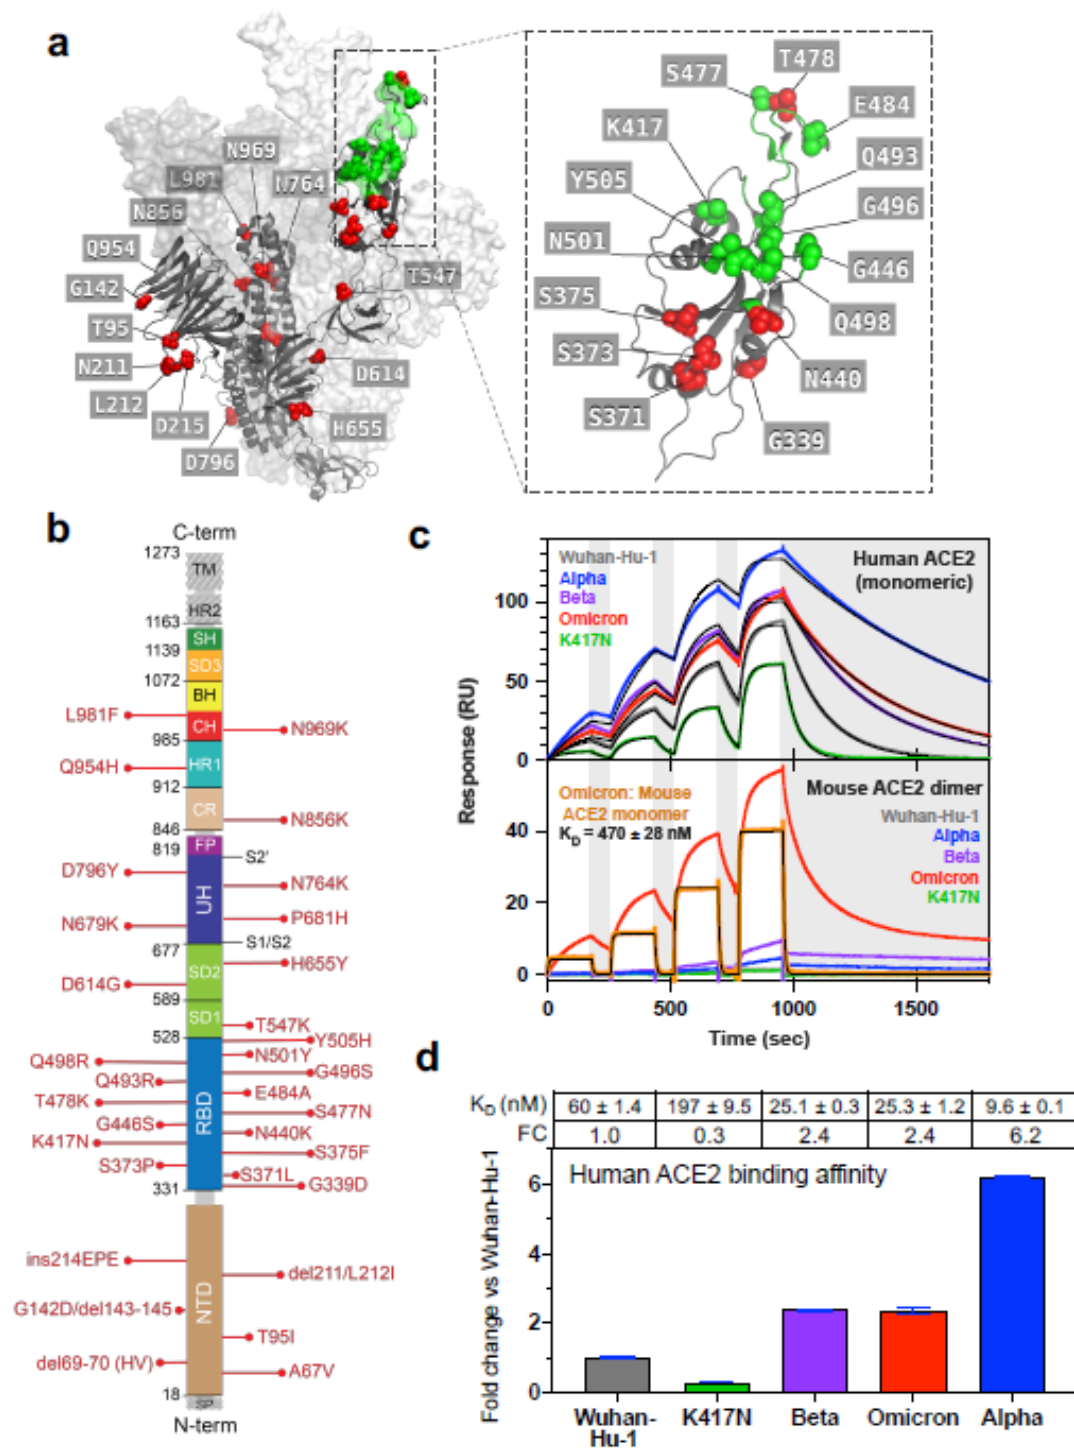 a
N969
L981
N764
N856
Q954
G142
T95
N211
L212
D215
D796
T547
D614
H655
S477
T478
E484
K417
Q493
Y505
G496
N501
G446
S375
Q498
S373
N440
S371
G339
b
C-term
1273
TM
HR2
1163
SH
1139
SD3
1072
BH
L981F
CH
N969K
985
Q954H
HR1
912
CR
N856K
846
FP
819
S2'
D796Y
N764K
UH
P681H
N679K
S1/S2
677
H655Y
SD2
D614G
589
SD1
T547K
528
Y505H
N501Y
Q498R
G496S
Q493R
E484A
T478K
S477N
G446S
RBD
N440K
K417N
S375F
S373P
S371L
G339D
331
ins214EPE
del211/L212I
NTD
G142D/del143-145
T95I
del69-70 (HV)
A67V
18
SP
N-term
c
Wuhan-Hu-1
Alpha
Beta
Omicron
K417N
Human ACE2
(monomeric)
100
50
0
Response (RU)
Omicron: Mouse
ACE2 monomer
KD = 470 ± 28 nM
Mouse ACE2 dimer
Wuhan-Hu-1
Alpha
Beta
Omicron
K417N
40
20
0
0 500 1000 1500
Time (sec)
d
KD (nM) 60 ± 1.4 197 ± 9.5 25.1 ± 0.3 25.3 ± 1.2 9.6 ± 0.1
FC 1.0 0.3 2.4 2.4 6.2
Human ACE2 binding affinity
Fold change vs Wuhan-Hu-1
6
4
2
0
Wuhan-
Hu-1
K417N
Beta
Omicron
Alpha